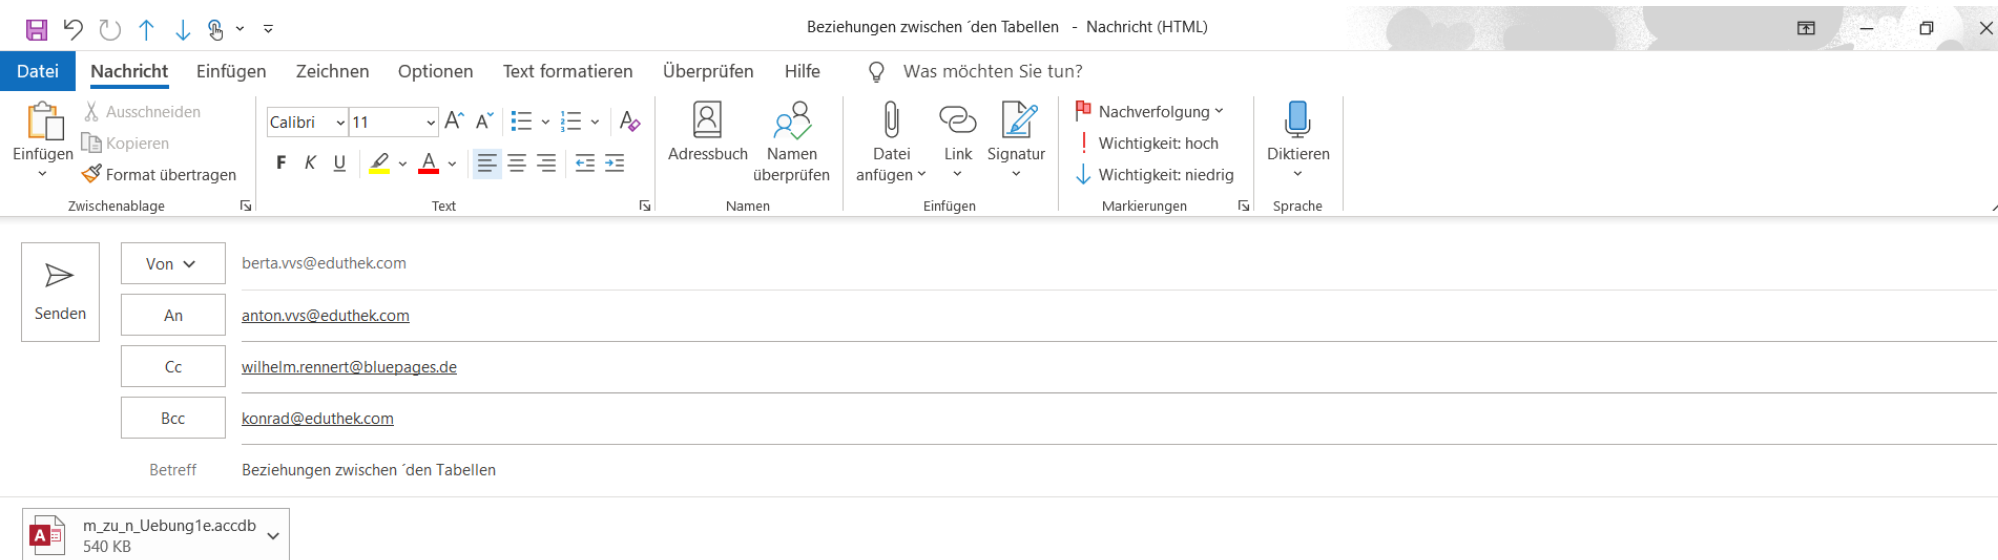 Beziehungen zwischen ´den Tabellen - Nachricht (HTML)
Datei Nachricht Einfügen Zeichnen Optionen Text formatieren Überprüfen Hilfe Was möchten Sie tun?
Einfügen
Ausschneiden
Kopieren
Format übertragen
Zwischenablage
Calibri 11
F K U
Text
Adressbuch
Namen
überprüfen
Namen
Datei
anfügen
Link
Signatur
Einfügen
Nachverfolgung
Wichtigkeit: hoch
Wichtigkeit: niedrig
Markierungen
Diktieren
Sprache
Senden
Von berta.vvs@eduthek.com
An anton.vvs@eduthek.com
Cc wilhelm.rennert@bluepages.de
Bcc konrad@eduthek.com
Betreff Beziehungen zwischen ´den Tabellen
m_zu_n_Uebung1e.accdb
540 KB